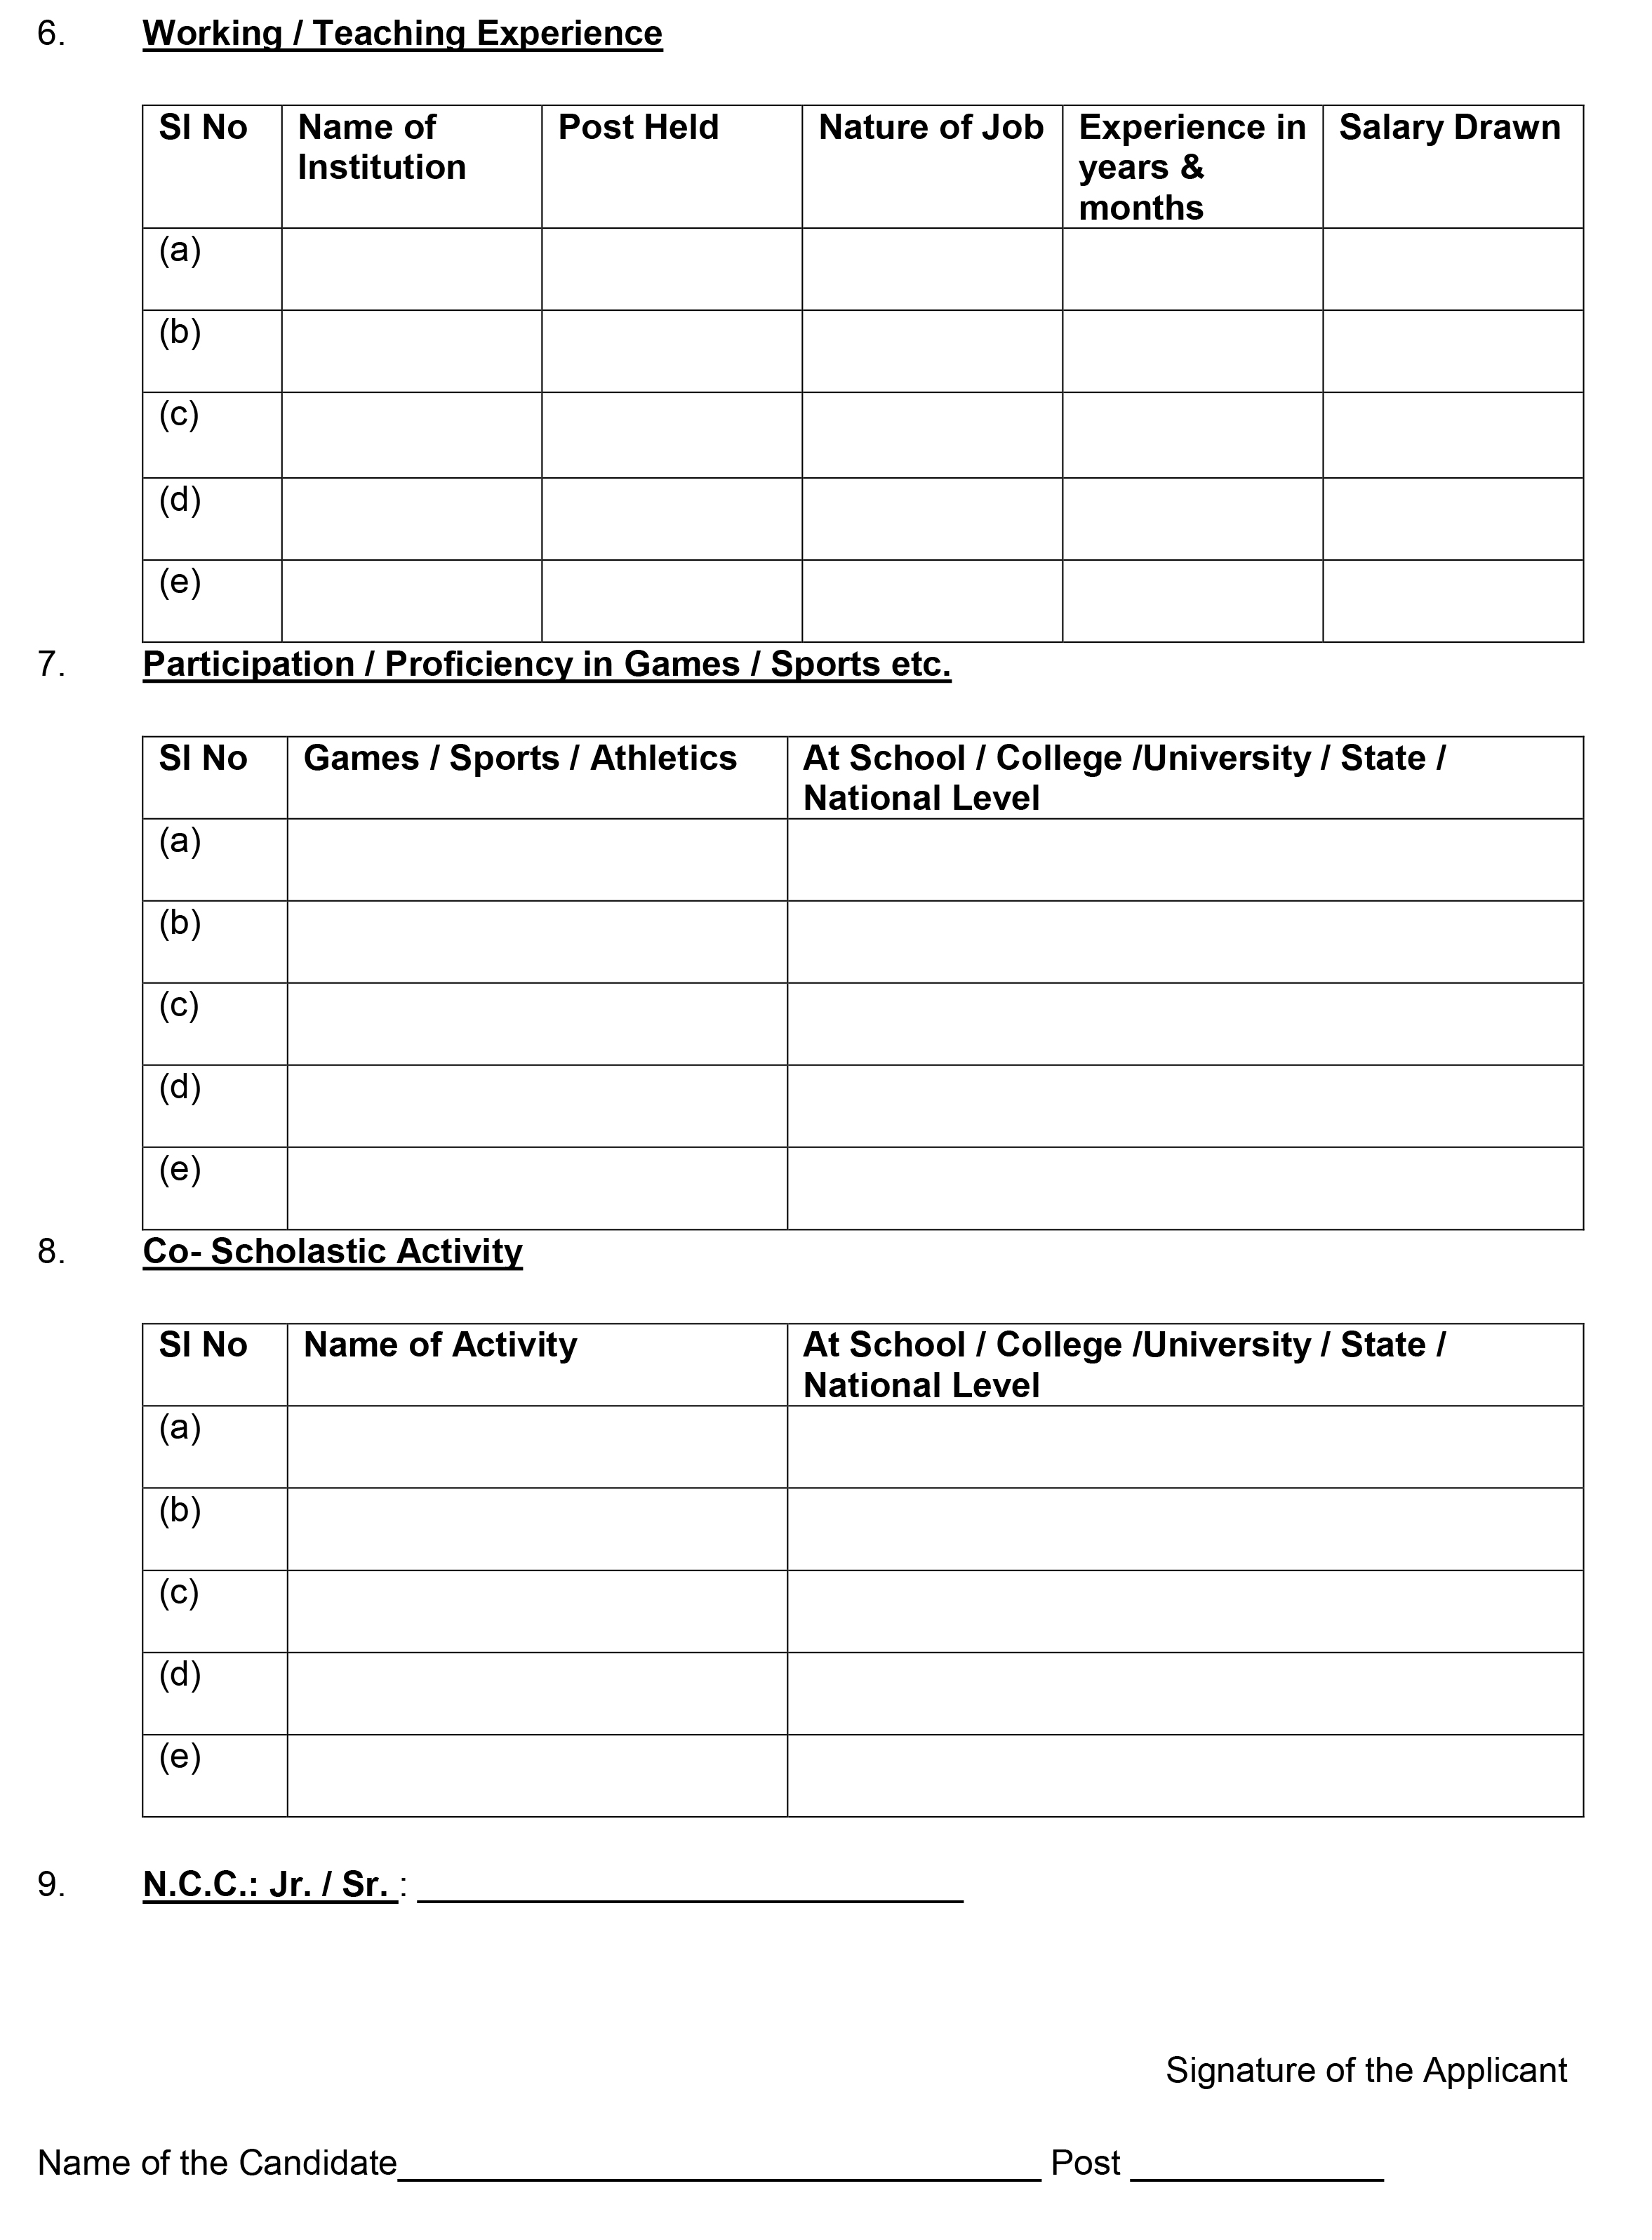 6. Working / Teaching Experience
Sl No Name of Institution Post Held Nature of Job Experience in years & months Salary Drawn
(a)
(b)
(c)
(d)
(e)
7. Participation / Proficiency in Games / Sports etc.
Sl No Games / Sports / Athletics At School / College /University / State / National Level
(a)
(b)
(c)
(d)
(e)
8. Co- Scholastic Activity
Sl No Name of Activity At School / College /University / State / National Level
(a)
(b)
(c)
(d)
(e)
9. N.C.C.: Jr. / Sr. : ____________________________
Signature of the Applicant
Name of the Candidate_________________________________ Post _____________